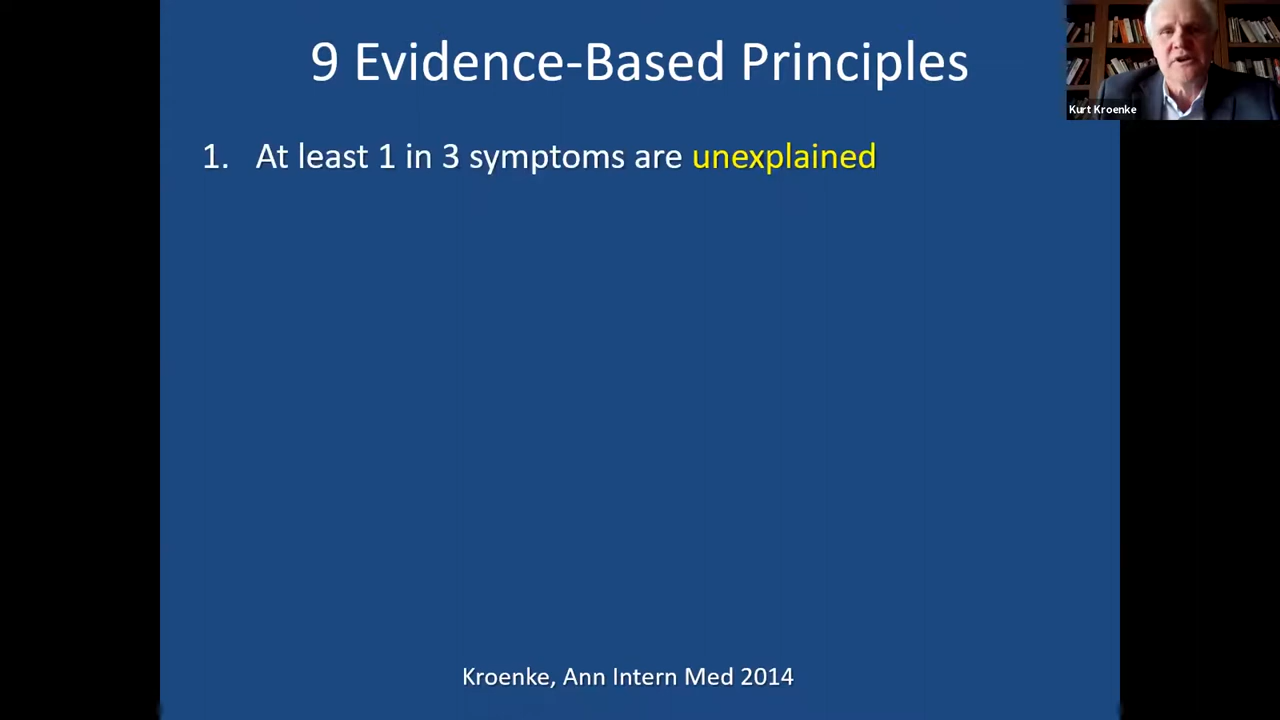 9 Evidence-Based Principles
Kurt Kroenke
1. At least 1 in 3 symptoms are unexplained
Kroenke, Ann Intern Med 2014